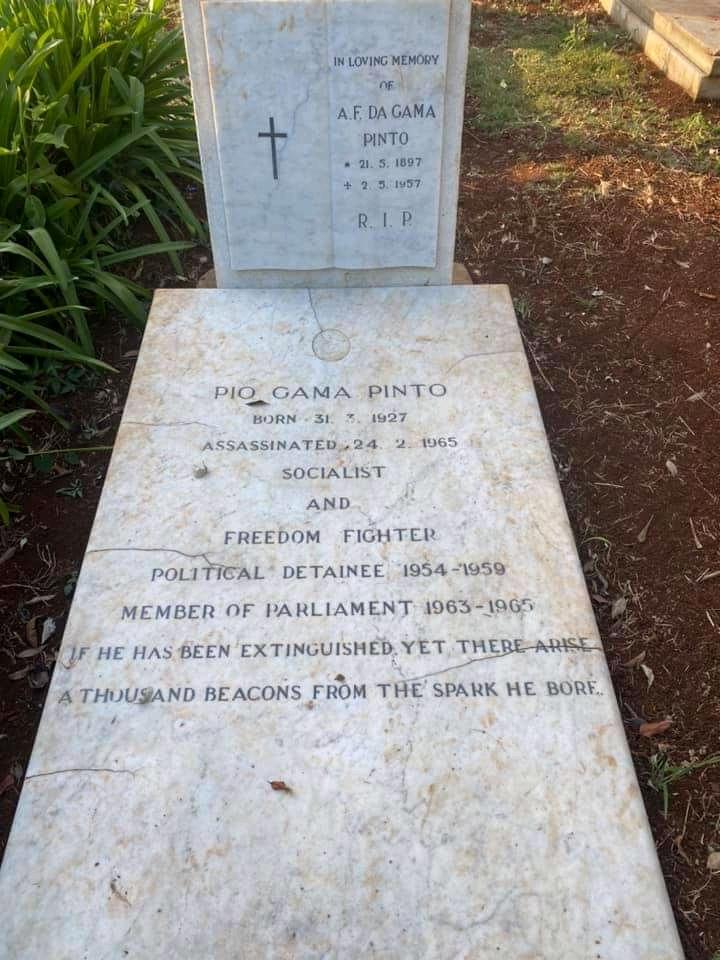 IN LOVING MEMORY
OF
A.F. DA GAMA
PINTO
* 21. 5. 1897
+ 2. 5. 1957
R. I. P.
PIO GAMA PINTO
BORN 31. 3. 1927
ASSASSINATED 24. 2. 1965
SOCIALIST
AND
FREEDOM FIGHTER
POLITICAL DETAINEE 1954-1959
MEMBER OF PARLIAMENT 1963-1965
IF HE HAS BEEN EXTINGUISHED YET THERE ARISE
A THOUSAND BEACONS FROM THE SPARK HE BORE.